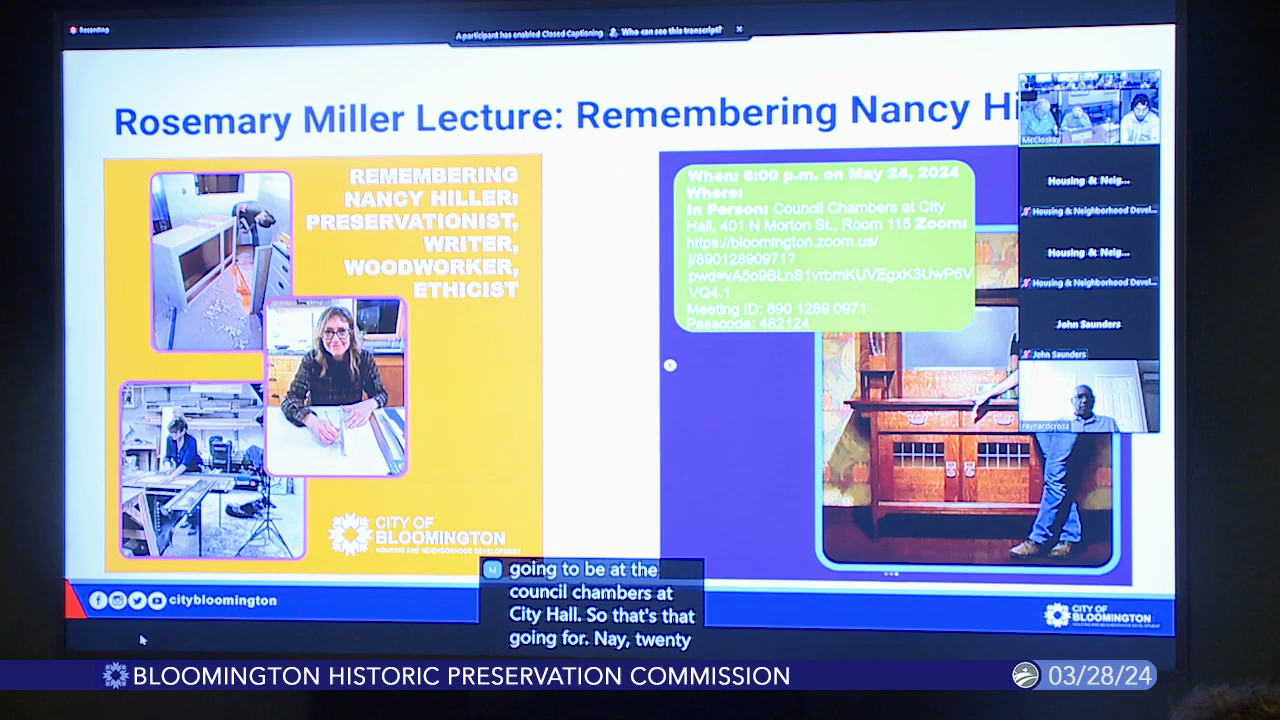 Recording
A participant has enabled Closed Captioning
Who can see this transcript?
Rosemary Miller Lecture: Remembering Nancy Hi
REMEMBERING
NANCY HILLER:
PRESERVATIONIST,
WRITER,
WOODWORKER,
ETHICIST
CITY OF
BLOOMINGTON
HOUSING AND NEIGHBORHOOD DEVELOPMENT
When: 6:00 p.m. on May 24, 2024
Where:
In Person: Council Chambers at City
Hall, 401 N Morton St., Room 115 Zoom:
https://bloomington.zoom.us/
j/89012890971?
pwd=vA5o9BLnS1vrbmKUVEgxK3UwP6V
VQ4.1
Meeting ID: 890 1289 0971
Passcode: 482124
McCloskey
Housing & Neig...
Housing & Neighborhood Devel...
Housing & Neig...
Housing & Neighborhood Devel...
John Saunders
John Saunders
reynardcross
M
going to be at the
council chambers at
City Hall. So that's that
going for. Nay, twenty
citybloomington
CITY OF
BLOOMINGTON
BLOOMINGTON HISTORIC PRESERVATION COMMISSION
03/28/24